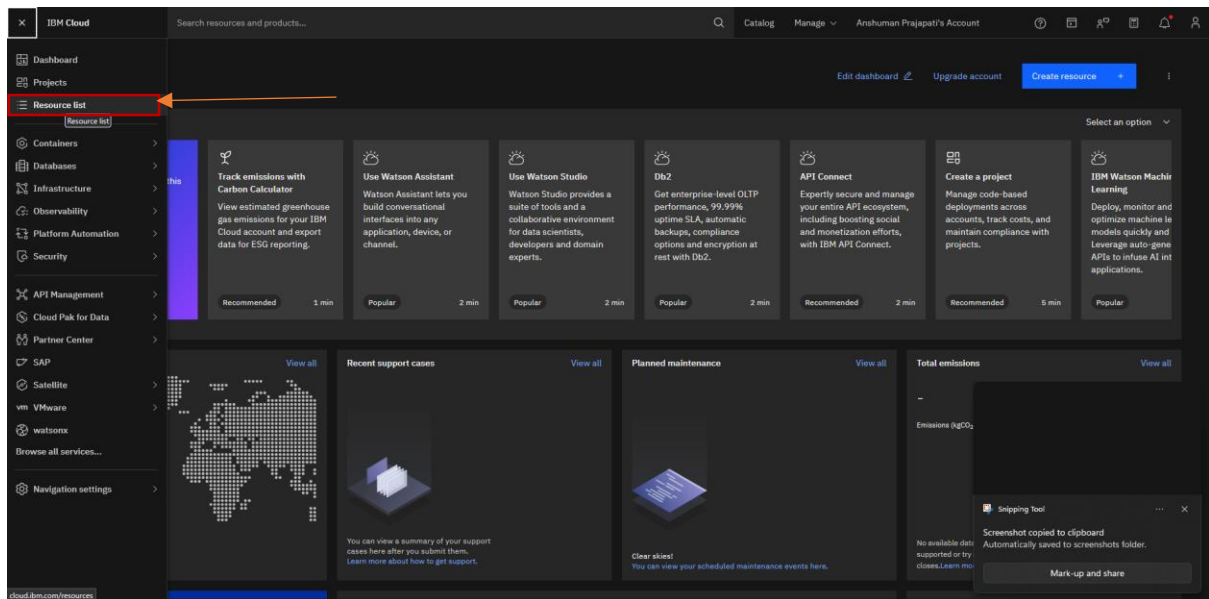 IBM Cloud
Search resources and products...
Catalog
Manage
Anshuman Prajapati's Account
Dashboard
Projects
Resource list
Resource list
Containers
Databases
Infrastructure
Observability
Platform Automation
Security
API Management
Cloud Pak for Data
Partner Center
SAP
Satellite
vm VMware
watsonx
Browse all services...
Navigation settings
cloud.ibm.com/resources
Edit dashboard
Upgrade account
Create resource +
Select an option
this
Track emissions with
Carbon Calculator
View estimated greenhouse
gas emissions for your IBM
Cloud account and export
data for ESG reporting.
Recommended 1 min
Use Watson Assistant
Watson Assistant lets you
build conversational
interfaces into any
application, device, or
channel.
Popular 2 min
Use Watson Studio
Watson Studio provides a
suite of tools and a
collaborative environment
for data scientists,
developers and domain
experts.
Popular 2 min
Db2
Get enterprise-level OLTP
performance, 99.99%
uptime SLA, automatic
backups, compliance
options and encryption at
rest with Db2.
Popular 2 min
API Connect
Expertly secure and manage
your entire API ecosystem,
including boosting social
and monetization efforts,
with IBM API Connect.
Recommended 2 min
Create a project
Manage code-based
deployments across
accounts, track costs, and
maintain compliance with
projects.
Recommended 5 min
IBM Watson Machin
Learning
Deploy, monitor and
optimize machine le
models quickly and
Leverage auto-gene
APIs to infuse AI int
applications.
Popular
View all
Recent support cases
View all
You can view a summary of your support
cases here after you submit them.
Learn more about how to get support.
Planned maintenance
View all
Clear skies!
You can view your scheduled maintenance events here.
Total emissions
View all
-
Emissions (kgCO₂
No available data
supported or try
closes.Learn mo
Snipping Tool
Screenshot copied to clipboard
Automatically saved to screenshots folder.
Mark-up and share